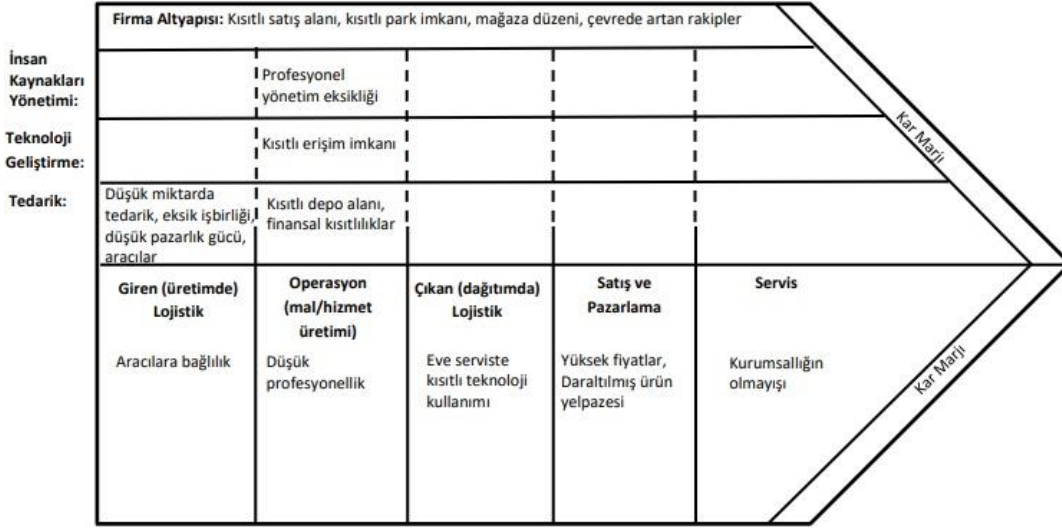 Firma Altyapısı: Kısıtlı satış alanı, kısıtlı park imkanı, mağaza düzeni, çevrede artan rakipler
İnsan
Kaynakları
Yönetimi:
Profesyonel
yönetim eksikliği
Teknoloji
Geliştirme:
Kısıtlı erişim imkanı
Tedarik:
Düşük miktarda
tedarik, eksik işbirliği,
düşük pazarlık gücü,
aracılar
Kısıtlı depo alanı,
finansal kısıtlılıklar
Kar Marjı
Giren (üretimde)
Lojistik
Aracılara bağlılık
Operasyon
(mal/hizmet
üretimi)
Düşük
profesyonellik
Çıkan (dağıtımda)
Lojistik
Eve serviste
kısıtlı teknoloji
kullanımı
Satış ve
Pazarlama
Yüksek fiyatlar,
Daraltılmış ürün
yelpazesi
Servis
Kurumsallığın
olmayışı
Kar Marjı